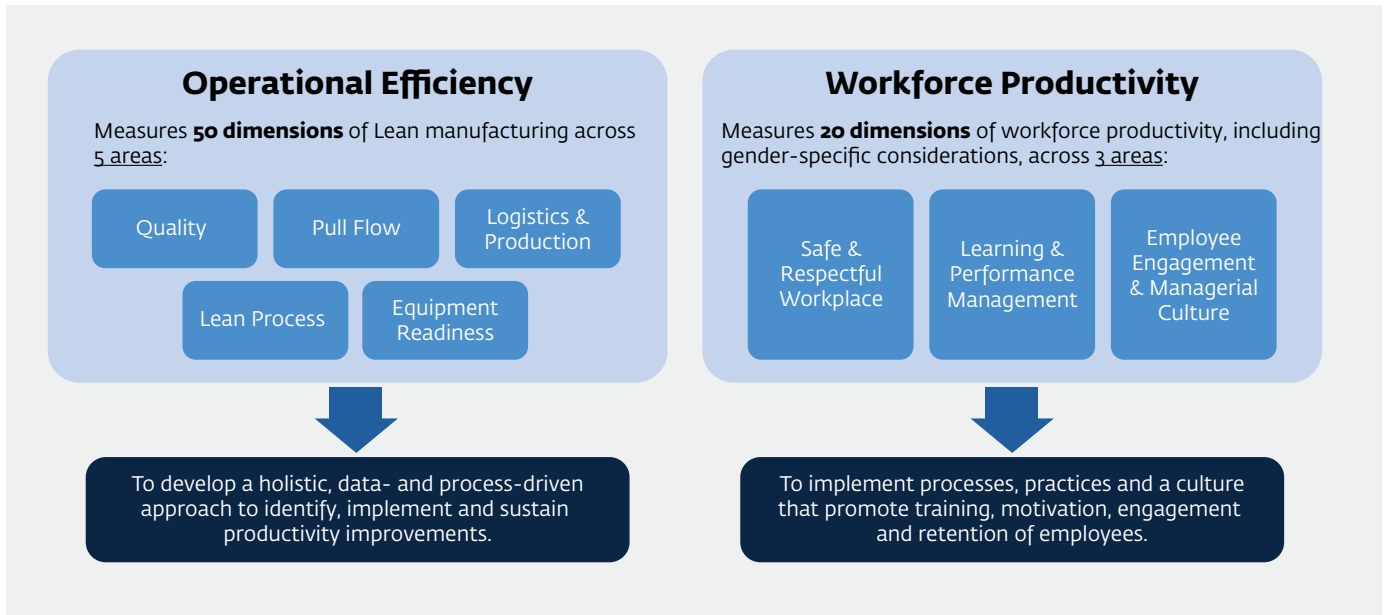 Operational Efficiency
Measures 50 dimensions of Lean manufacturing across
5 areas:
Quality
Pull Flow
Logistics &
Production
Lean Process
Equipment
Readiness
To develop a holistic, data- and process-driven
approach to identify, implement and sustain
productivity improvements.
Workforce Productivity
Measures 20 dimensions of workforce productivity, including
gender-specific considerations, across 3 areas:
Safe &
Respectful
Workplace
Learning &
Performance
Management
Employee
Engagement
& Managerial
Culture
To implement processes, practices and a culture
that promote training, motivation, engagement
and retention of employees.